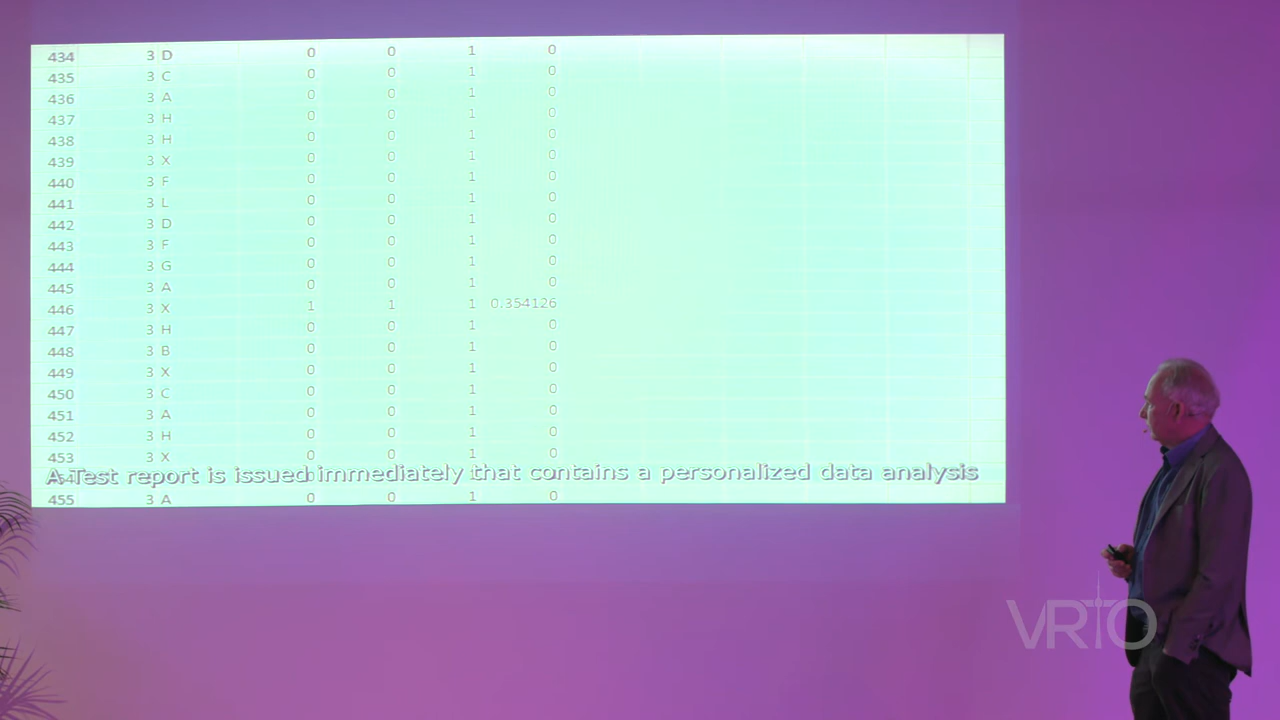 434 3 D 0 0 1 0
435 3 C 0 0 1 0
436 3 A 0 0 1 0
437 3 H 0 0 1 0
438 3 H 0 0 1 0
439 3 X 0 0 1 0
440 3 F 0 0 1 0
441 3 L 0 0 1 0
442 3 D 0 0 1 0
443 3 F 0 0 1 0
444 3 G 0 0 1 0
445 3 A 0 0 1 0
446 3 X 1 1 1 0.354126
447 3 H 0 0 1 0
448 3 B 0 0 1 0
449 3 X 0 0 1 0
450 3 C 0 0 1 0
451 3 A 0 0 1 0
452 3 H 0 0 1 0
453 3 X 0 0 1 0
A Test report is issued immediately that contains a personalized data analysis
455 3 A 0 0 1 0
VRTO